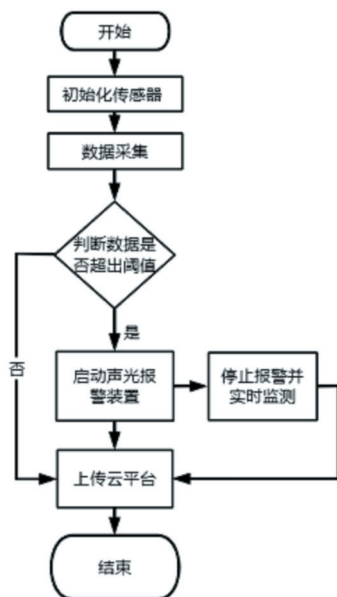 开始
初始化传感器
数据采集
判断数据是
否超出阈值
是
否
启动声光报
警装置
停止报警并
实时监测
上传云平台
结束